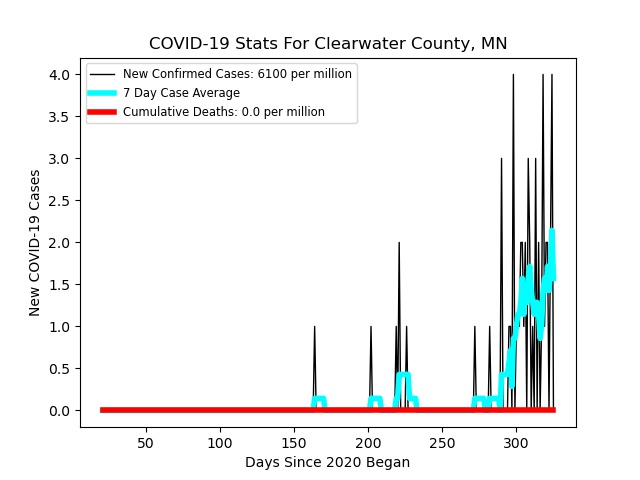 COVID-19 Stats For Clearwater County, MN
New Confirmed Cases: 6100 per million
7 Day Case Average
Cumulative Deaths: 0.0 per million
New COVID-19 Cases
4.0
3.5
3.0
2.5
2.0
1.5
1.0
0.5
0.0
50 100 150 200 250 300
Days Since 2020 Began